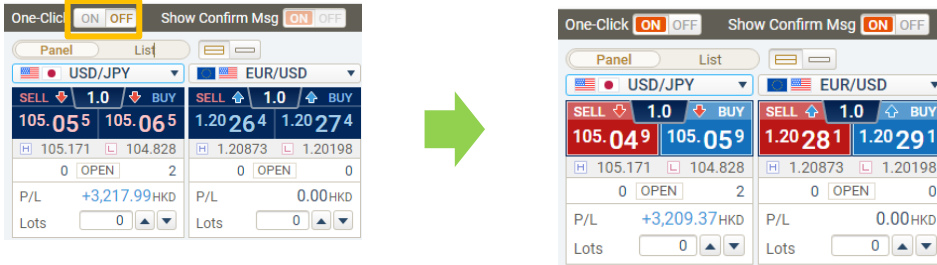 One-Click ON OFF Show Confirm Msg ON OFF
Panel List
USD/JPY EUR/USD
SELL 1.0 BUY SELL 1.0 BUY
105.055 105.065 1.20264 1.20274
H 105.171 L 104.828 H 1.20873 L 1.20198
0 OPEN 2 0 OPEN 0
P/L +3,217.99HKD P/L 0.00HKD
Lots 0 Lots 0
One-Click ON OFF Show Confirm Msg ON OFF
Panel List
USD/JPY EUR/USD
SELL 1.0 BUY SELL 1.0 BUY
105.049 105.059 1.20281 1.20291
H 105.171 L 104.828 H 1.20873 L 1.20198
0 OPEN 2 0 OPEN 0
P/L +3,209.37HKD P/L 0.00HKD
Lots 0 Lots 0